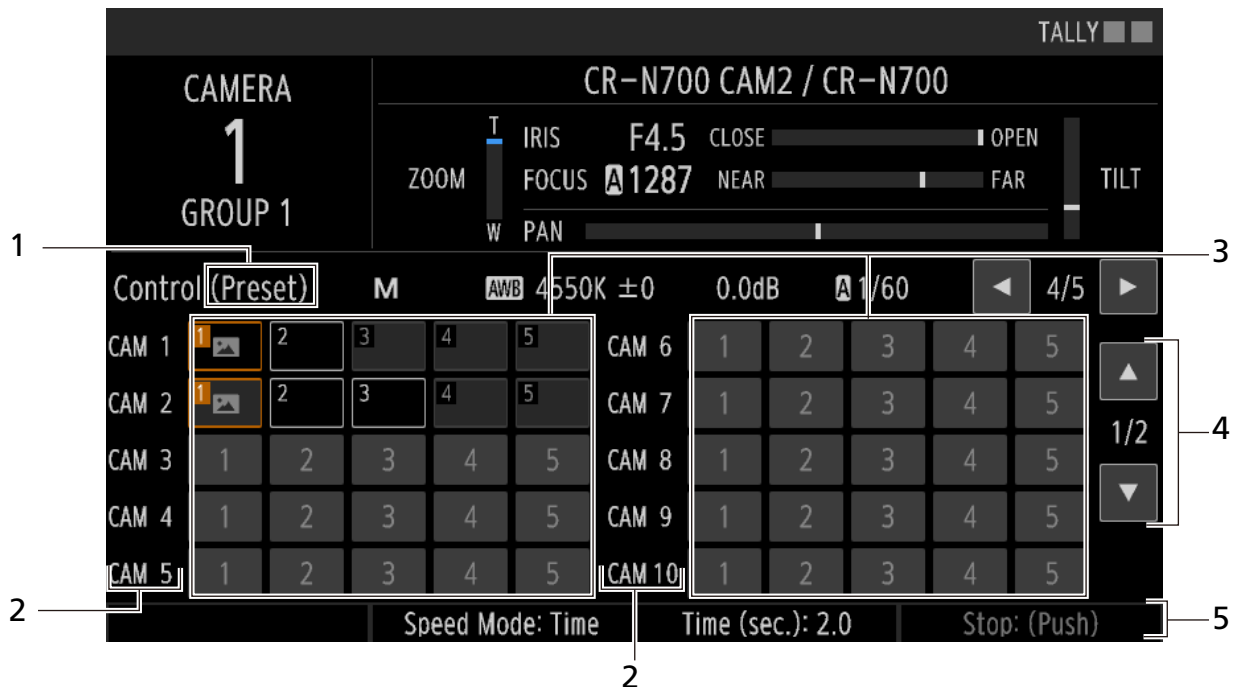 TALLY
CAMERA
1
GROUP 1
CR-N700 CAM2 / CR-N700
ZOOM T W
IRIS F4.5 CLOSE OPEN
FOCUS A 1287 NEAR FAR
PAN
TILT
1
3
Control (Preset) M AWB 4550K ±0 0.0dB A 1/60 ◀ 4/5 ▶
CAM 1 1 2 3 4 5 CAM 6 1 2 3 4 5
▲
CAM 2 1 2 3 4 5 CAM 7 1 2 3 4 5
1/2 4
CAM 3 1 2 3 4 5 CAM 8 1 2 3 4 5
▼
CAM 4 1 2 3 4 5 CAM 9 1 2 3 4 5
CAM 5 1 2 3 4 5 CAM 10 1 2 3 4 5
2
Speed Mode: Time Time (sec.): 2.0 Stop: (Push) 5
2